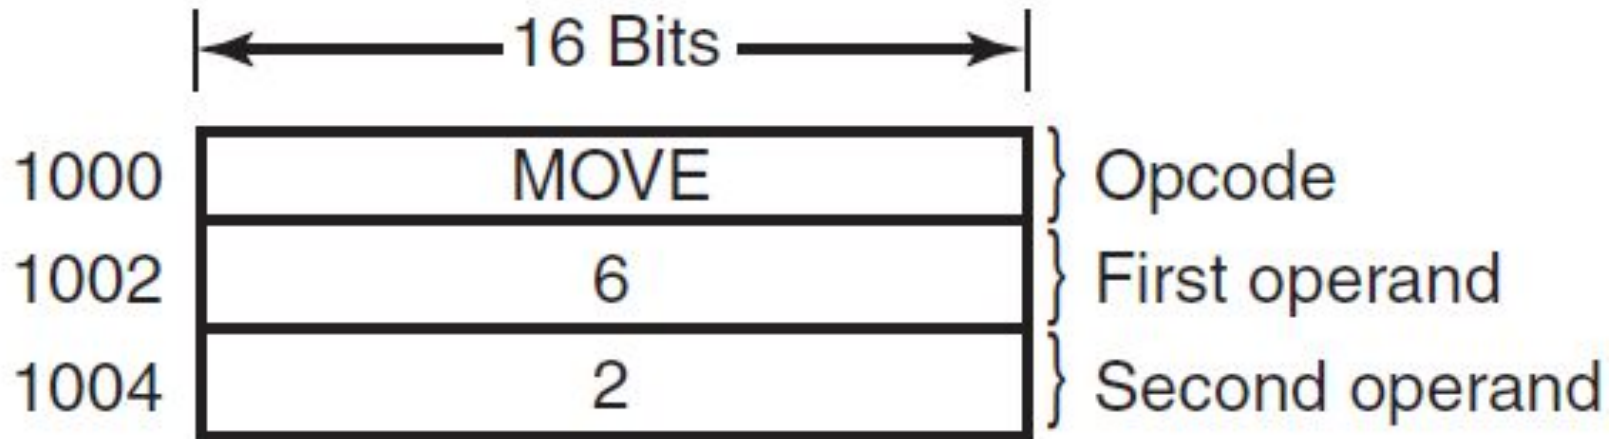 16 Bits
1000 MOVE } Opcode
1002 6 } First operand
1004 2 } Second operand